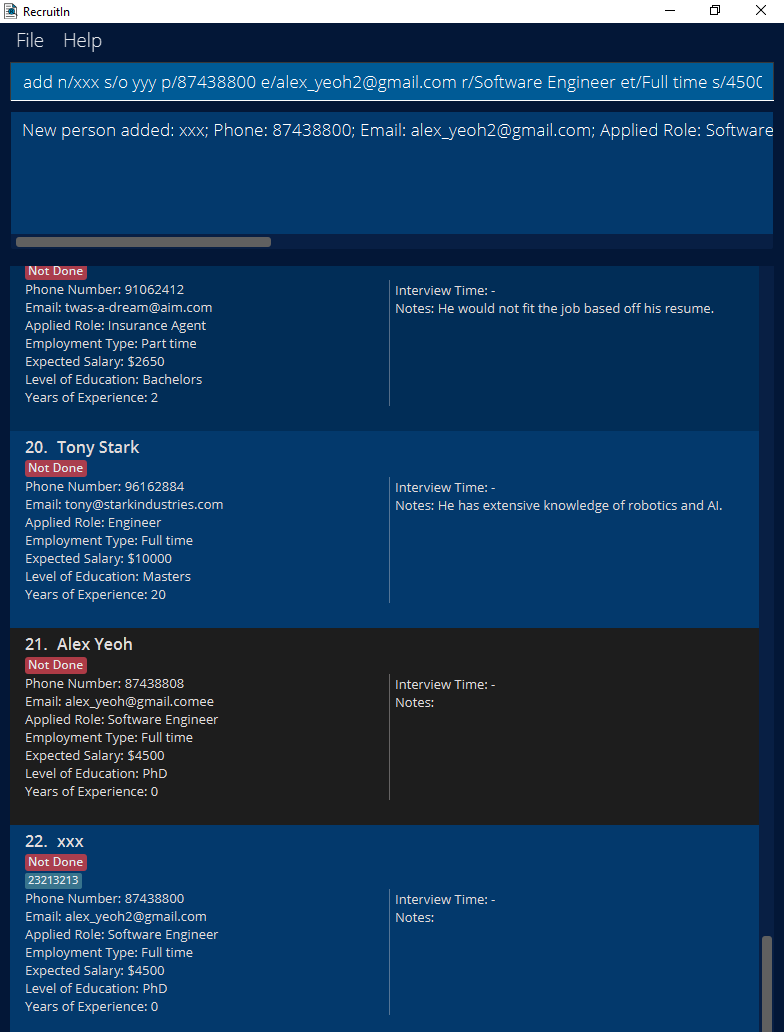 RecruitIn
File Help
add n/xxx s/o yyy p/87438800 e/alex_yeoh2@gmail.com r/Software Engineer et/Full time s/4500
New person added: xxx; Phone: 87438800; Email: alex_yeoh2@gmail.com; Applied Role: Software
Not Done
Phone Number: 91062412
Email: twas-a-dream@aim.com
Applied Role: Insurance Agent
Employment Type: Part time
Expected Salary: $2650
Level of Education: Bachelors
Years of Experience: 2
Interview Time: -
Notes: He would not fit the job based off his resume.
20. Tony Stark
Not Done
Phone Number: 96162884
Email: tony@starkindustries.com
Applied Role: Engineer
Employment Type: Full time
Expected Salary: $10000
Level of Education: Masters
Years of Experience: 20
Interview Time: -
Notes: He has extensive knowledge of robotics and AI.
21. Alex Yeoh
Not Done
Phone Number: 87438808
Email: alex_yeoh@gmail.comee
Applied Role: Software Engineer
Employment Type: Full time
Expected Salary: $4500
Level of Education: PhD
Years of Experience: 0
Interview Time: -
Notes:
22. xxx
Not Done
23213213
Phone Number: 87438800
Email: alex_yeoh2@gmail.com
Applied Role: Software Engineer
Employment Type: Full time
Expected Salary: $4500
Level of Education: PhD
Years of Experience: 0
Interview Time: -
Notes: